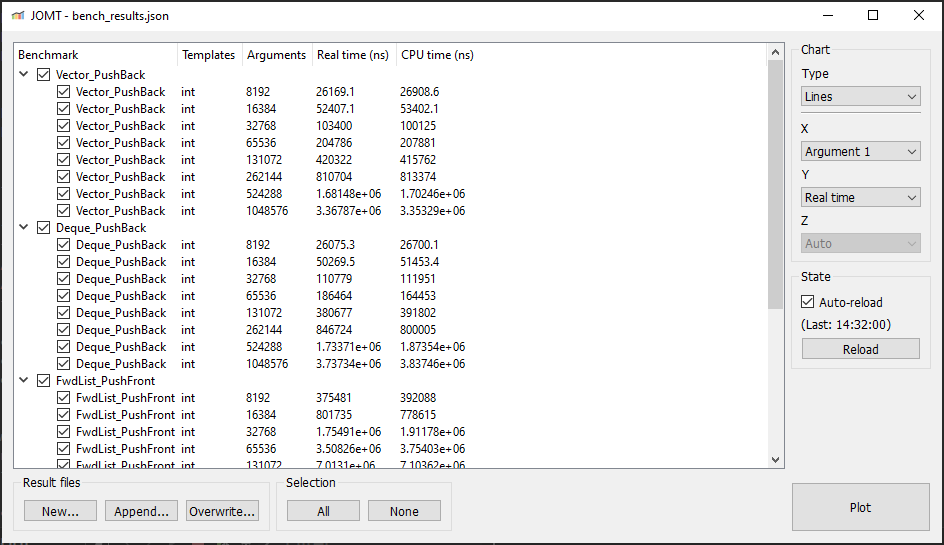 JOMT - bench_results.json
Benchmark Templates Arguments Real time (ns) CPU time (ns)
Vector_PushBack
Vector_PushBack int 8192 26169.1 26908.6
Vector_PushBack int 16384 52407.1 53402.1
Vector_PushBack int 32768 103400 100125
Vector_PushBack int 65536 204786 207881
Vector_PushBack int 131072 420322 415762
Vector_PushBack int 262144 810704 813374
Vector_PushBack int 524288 1.68148e+06 1.70246e+06
Vector_PushBack int 1048576 3.36787e+06 3.35329e+06
Deque_PushBack
Deque_PushBack int 8192 26075.3 26700.1
Deque_PushBack int 16384 50269.5 51453.4
Deque_PushBack int 32768 110779 111951
Deque_PushBack int 65536 186464 164453
Deque_PushBack int 131072 380677 391802
Deque_PushBack int 262144 846724 800005
Deque_PushBack int 524288 1.73371e+06 1.87354e+06
Deque_PushBack int 1048576 3.73734e+06 3.83746e+06
FwdList_PushFront
FwdList_PushFront int 8192 375481 392088
FwdList_PushFront int 16384 801735 778615
FwdList_PushFront int 32768 1.75491e+06 1.91178e+06
FwdList_PushFront int 65536 3.50826e+06 3.75403e+06
FwdList_PushFront int 131072 7.0131e+06 7.10362e+06
Chart
Type
Lines
X
Argument 1
Y
Real time
Z
Auto
State
Auto-reload
(Last: 14:32:00)
Reload
Result files
New... Append... Overwrite...
Selection
All None
Plot